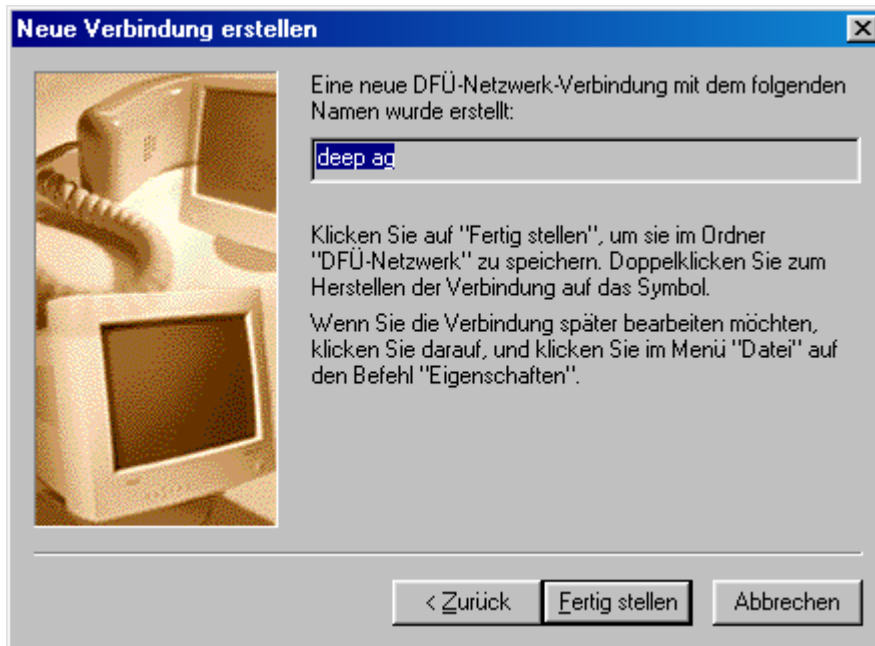 Neue Verbindung erstellen
Eine neue DFÜ-Netzwerk-Verbindung mit dem folgenden
Namen wurde erstellt:
deep ag
Klicken Sie auf "Fertig stellen", um sie im Ordner
"DFÜ-Netzwerk" zu speichern. Doppelklicken Sie zum
Herstellen der Verbindung auf das Symbol.
Wenn Sie die Verbindung später bearbeiten möchten,
klicken Sie darauf, und klicken Sie im Menü "Datei" auf
den Befehl "Eigenschaften".
< Zurück Fertig stellen Abbrechen